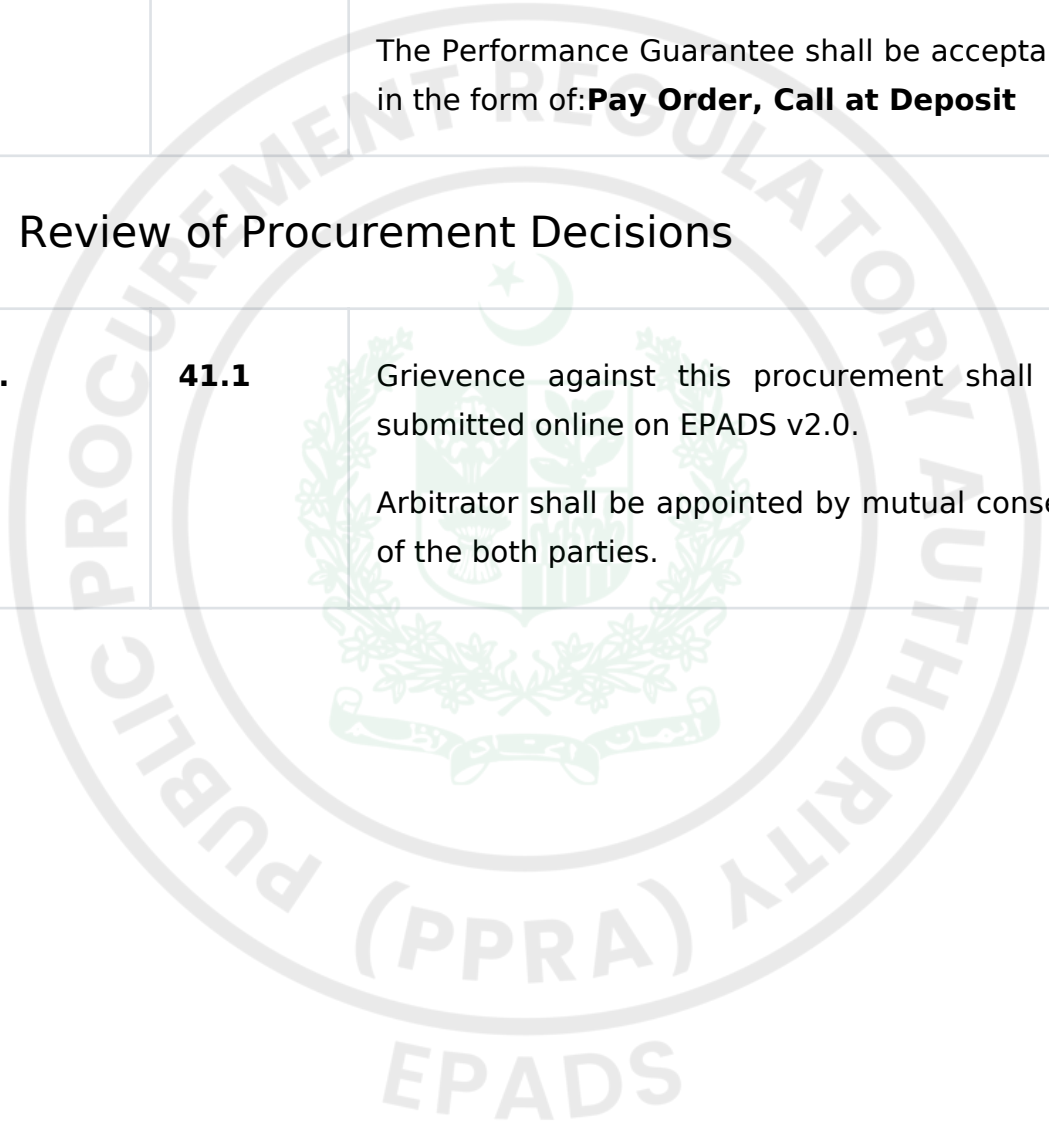 The Performance Guarantee shall be accepta
in the form of:Pay Order, Call at Deposit
Review of Procurement Decisions
. 41.1 Grievence against this procurement shall
submitted online on EPADS v2.0.
Arbitrator shall be appointed by mutual conse
of the both parties.
PUBLIC PROCUREMENT REGULATORY AUTHORITY
(PPRA)
EPADS